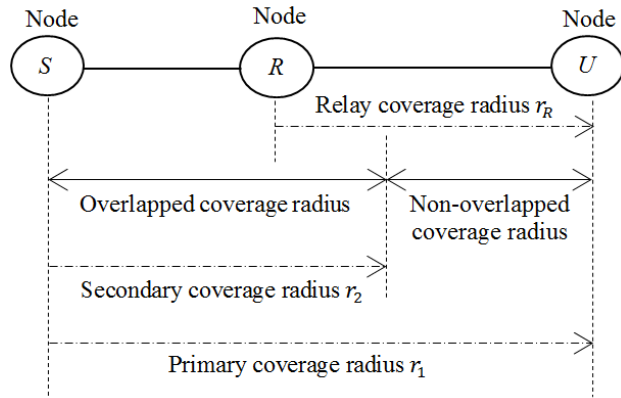 Node
Node
Node
S
R
U
Relay coverage radius r_R
Overlapped coverage radius
Non-overlapped
coverage radius
Secondary coverage radius r_2
Primary coverage radius r_1